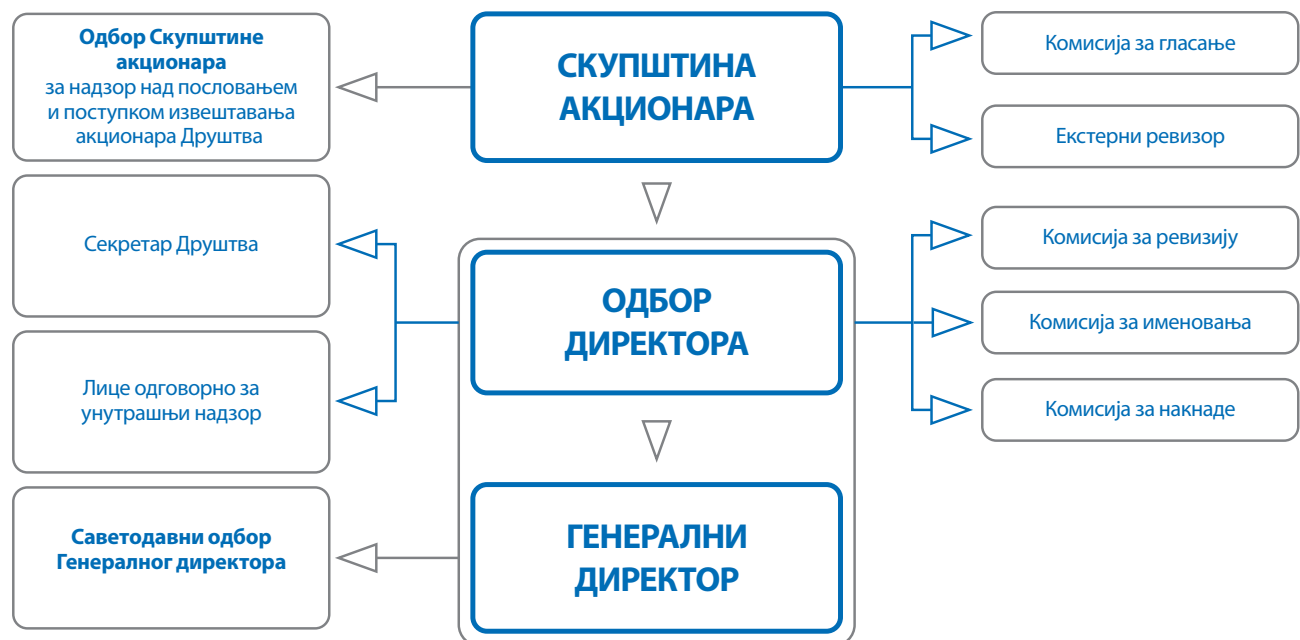 Одбор Скупштине
акционара
за надзор над пословањем
и поступком извештавања
акционара Друштва
СКУПШТИНА
АКЦИОНАРА
Комисија за гласање
Екстерни ревизор
Секретар Друштва
Лице одговорно за
унутрашњи надзор
ОДБОР
ДИРЕКТОРА
Комисија за ревизију
Комисија за именовања
Комисија за накнаде
Саветодавни одбор
Генералног директора
ГЕНЕРАЛНИ
ДИРЕКТОР